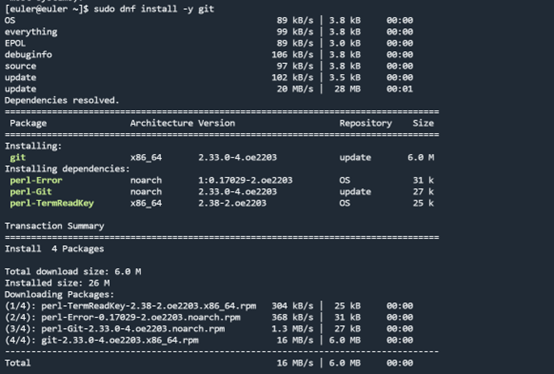 [euler@euler ~]$ sudo dnf install -y git
OS 89 kB/s | 3.8 kB 00:00
everything 99 kB/s | 3.8 kB 00:00
EPOL 89 kB/s | 3.0 kB 00:00
debuginfo 106 kB/s | 3.8 kB 00:00
source 97 kB/s | 3.8 kB 00:00
update 102 kB/s | 3.5 kB 00:00
update 20 MB/s | 28 MB 00:01
Dependencies resolved.
================================================================================
Package Architecture Version Repository Size
================================================================================
Installing:
git x86_64 2.33.0-4.oe2203 update 6.0 M
Installing dependencies:
perl-Error noarch 1:0.17029-2.oe2203 OS 31 k
perl-Git noarch 2.33.0-4.oe2203 update 27 k
perl-TermReadKey x86_64 2.38-2.oe2203 OS 25 k
Transaction Summary
================================================================================
Install 4 Packages
Total download size: 6.0 M
Installed size: 26 M
Downloading Packages:
(1/4): perl-TermReadKey-2.38-2.oe2203.x86_64.rpm 304 kB/s | 25 kB 00:00
(2/4): perl-Error-0.17029-2.oe2203.noarch.rpm 368 kB/s | 31 kB 00:00
(3/4): perl-Git-2.33.0-4.oe2203.noarch.rpm 1.3 MB/s | 27 kB 00:00
(4/4): git-2.33.0-4.oe2203.x86_64.rpm 16 MB/s | 6.0 MB 00:00
--------------------------------------------------------------------------------
Total 16 MB/s | 6.0 MB 00:00